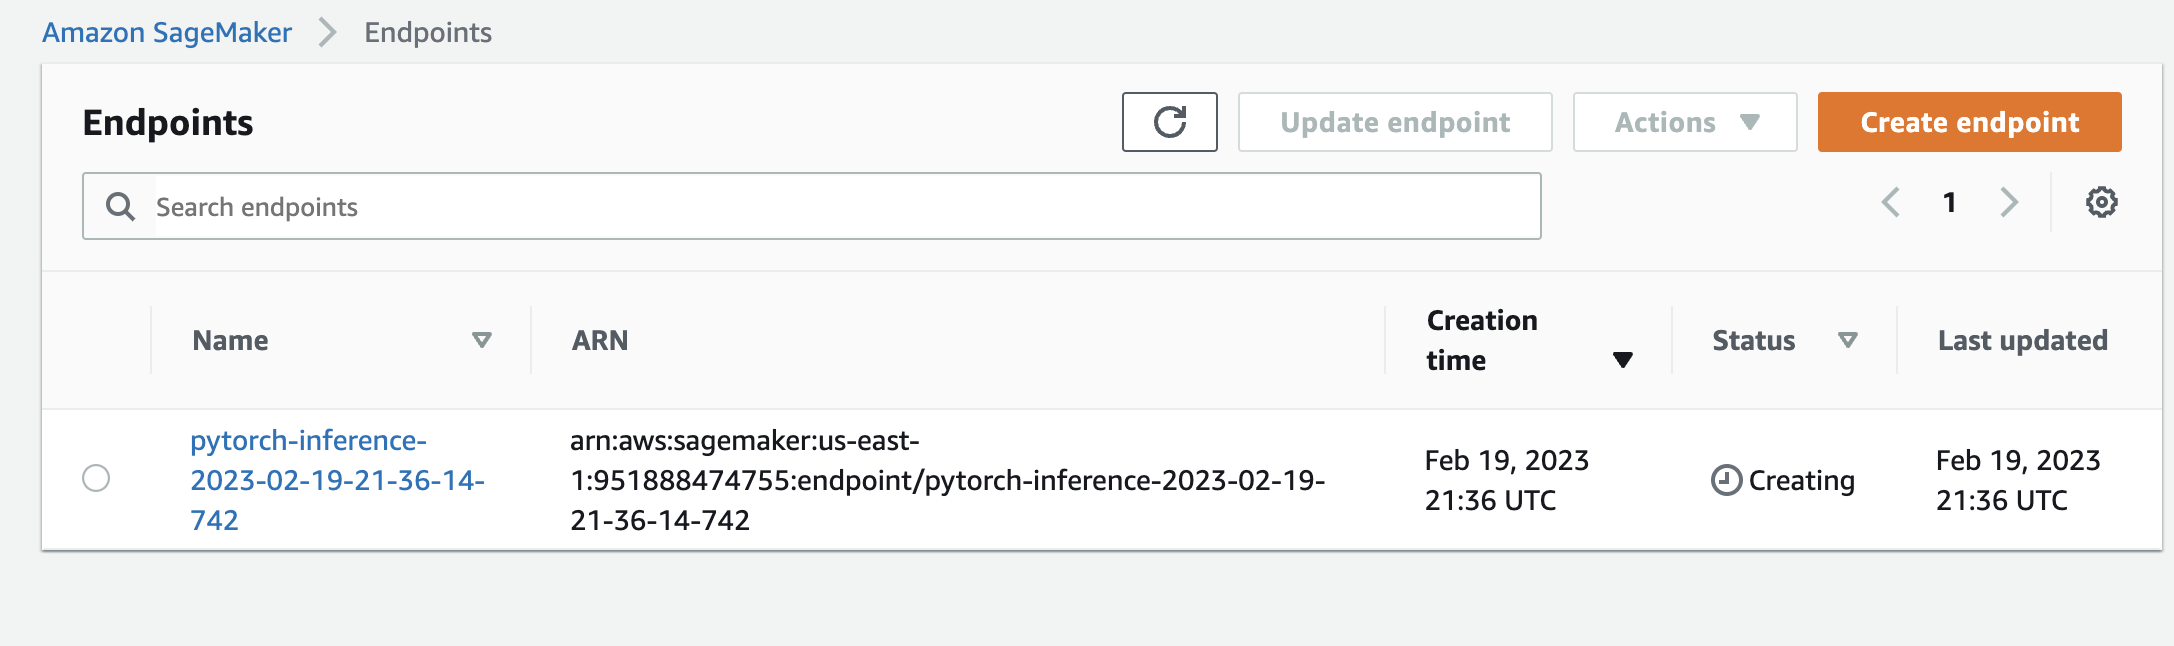 Amazon SageMaker > Endpoints
Endpoints
Update endpoint
Actions
Create endpoint
Search endpoints
1
Name
ARN
Creation
time
Status
Last updated
pytorch-inference-
2023-02-19-21-36-14-
742
arn:aws:sagemaker:us-east-
1:951888474755:endpoint/pytorch-inference-2023-02-19-
21-36-14-742
Feb 19, 2023
21:36 UTC
Creating
Feb 19, 2023
21:36 UTC